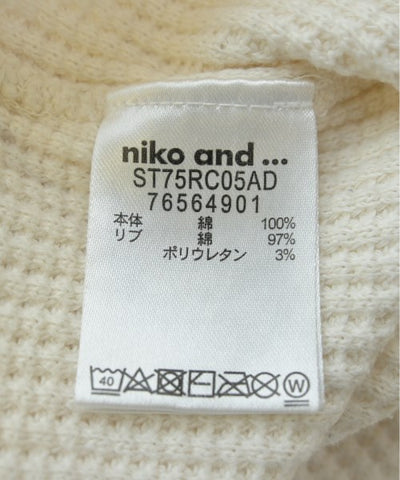 niko and ...
ST75RC05AD
76564901
本体 綿 100%
リブ 綿 97%
ポリウレタン 3%
40 W